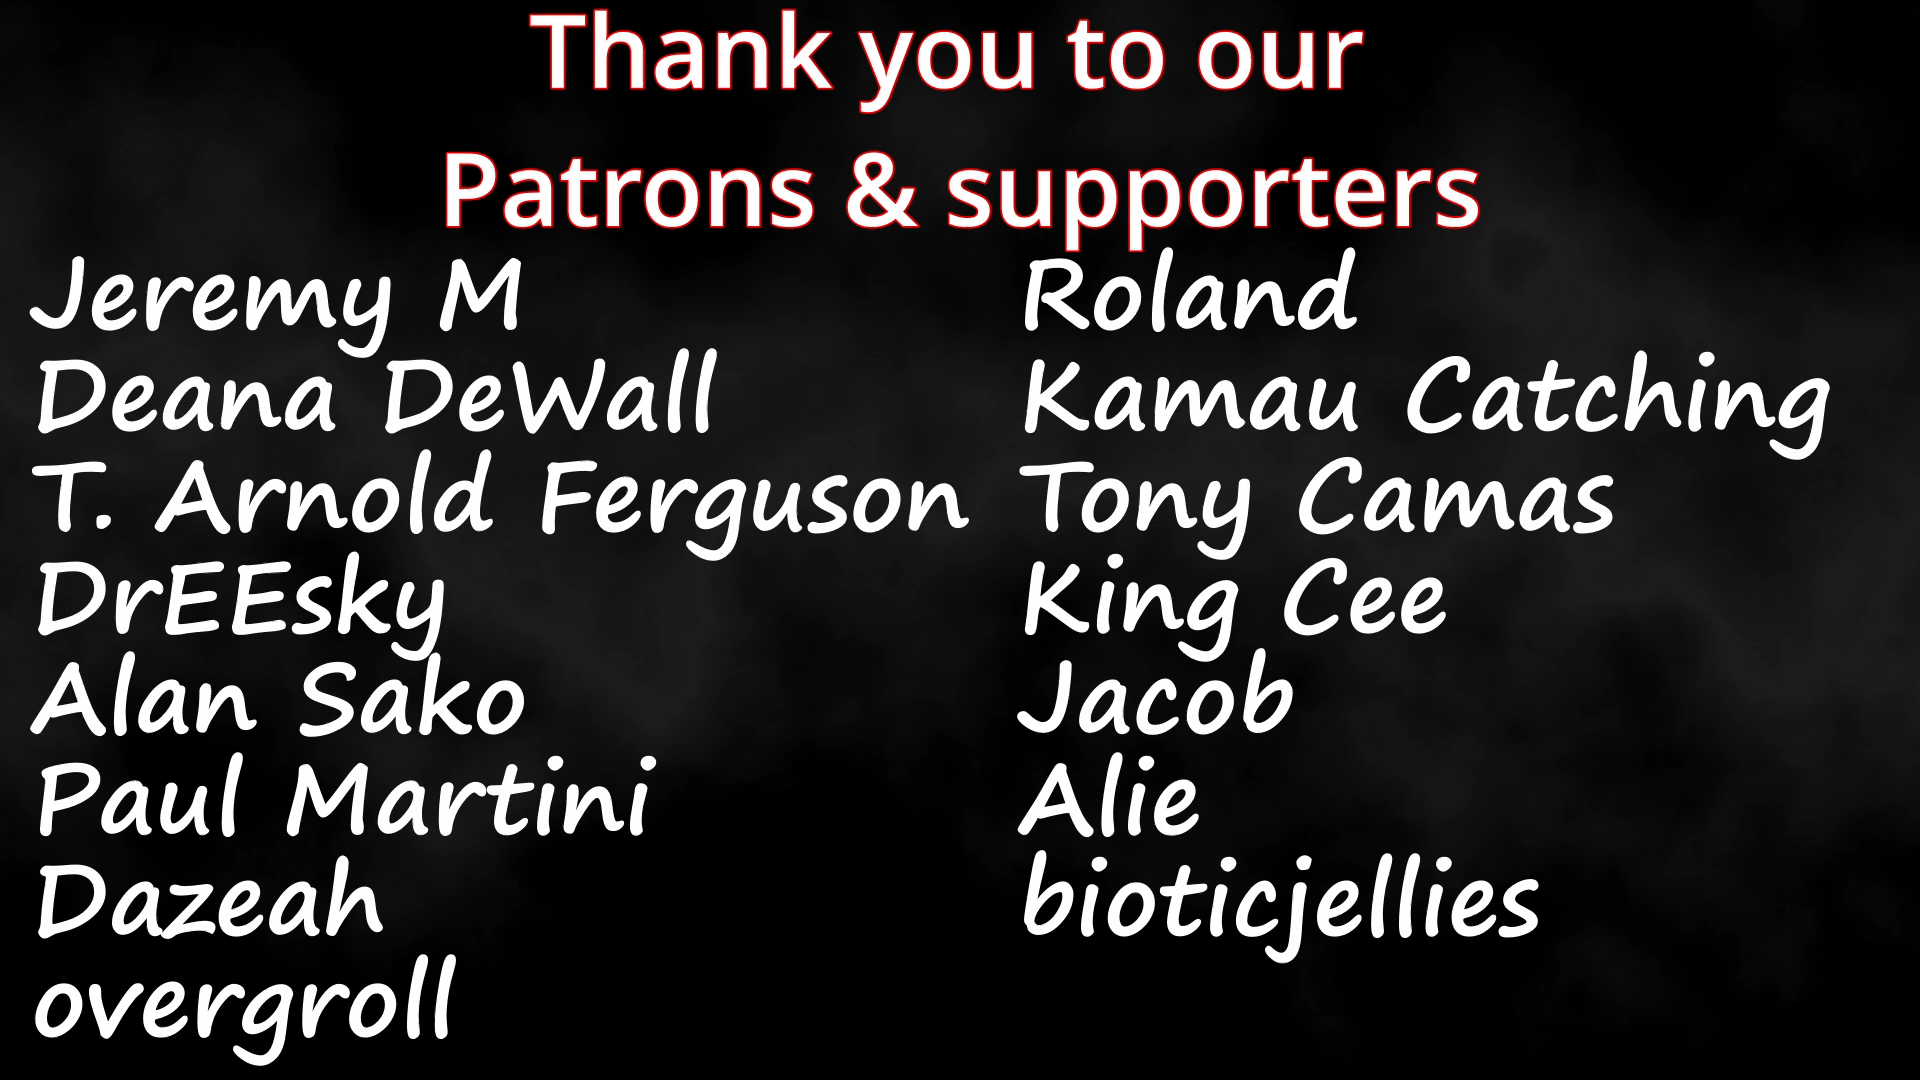 Thank you to our
Patrons & supporters
Jeremy M
Deana DeWall
T. Arnold Ferguson
DrEEsky
Alan Sako
Paul Martini
Dazeah
overgroll
Roland
Kamau Catching
Tony Camas
King Cee
Jacob
Alie
bioticjellies